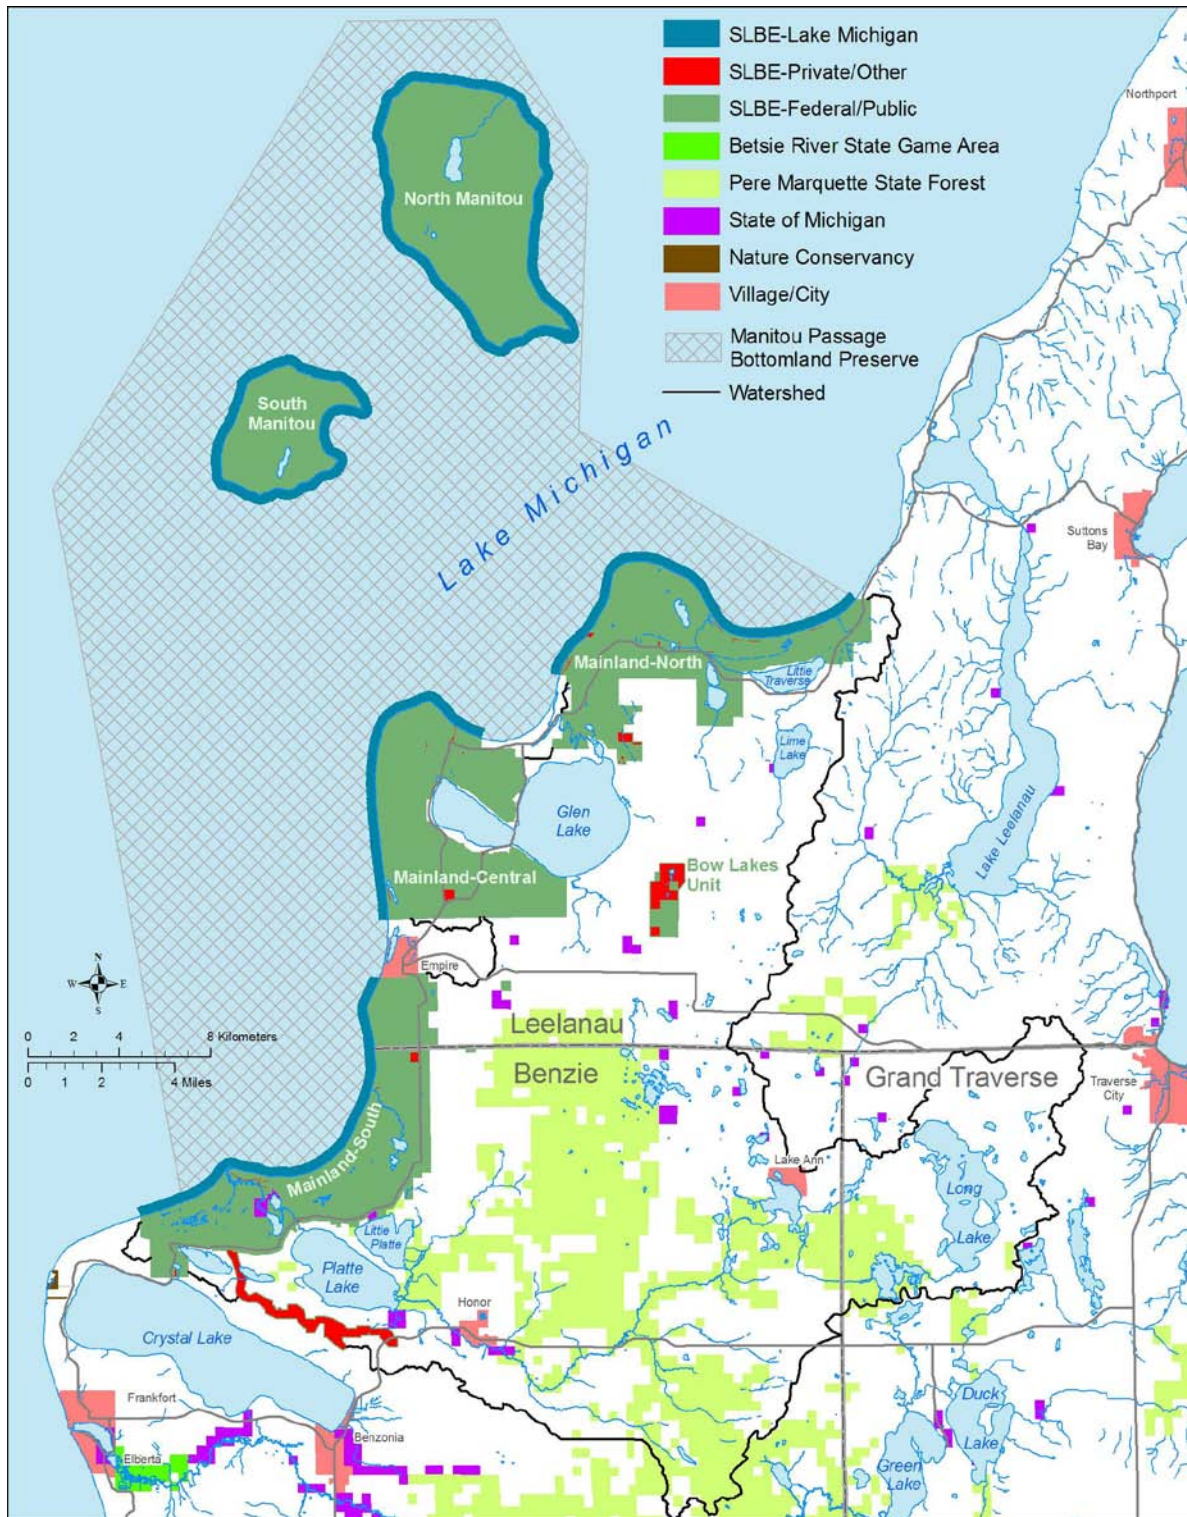 SLBE-Lake Michigan
SLBE-Private/Other
SLBE-Federal/Public
Betsie River State Game Area
Pere Marquette State Forest
State of Michigan
Nature Conservancy
Village/City
Manitou Passage
Bottomland Preserve
Watershed
Northport
North Manitou
South
Manitou
Lake Michigan
Suttons
Bay
Mainland-North
Little
Traverse
Lime
Lake
Glen
Lake
Lake Leelanau
Mainland-Central
Bow Lakes
Unit
Empire
N
W
E
S
0 2 4 8 Kilometers
0 1 2 4 Miles
Leelanau
Benzie
Grand Traverse
Traverse
City
Mainland-South
Lake Ann
Long
Lake
Little
Platte
Platte
Lake
Honor
Crystal Lake
Frankfort
Duck
Lake
Elberta
Benzonia
Green
Lake